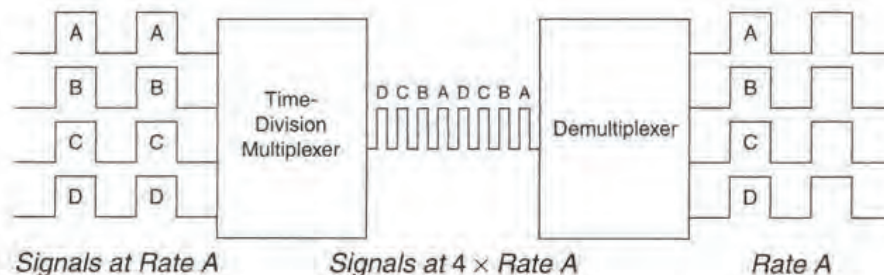 A A
B B
C C
D D
Time-
Division
Multiplexer
D C B A D C B A
Demultiplexer
A
B
C
D
Signals at Rate A
Signals at 4 × Rate A
Rate A